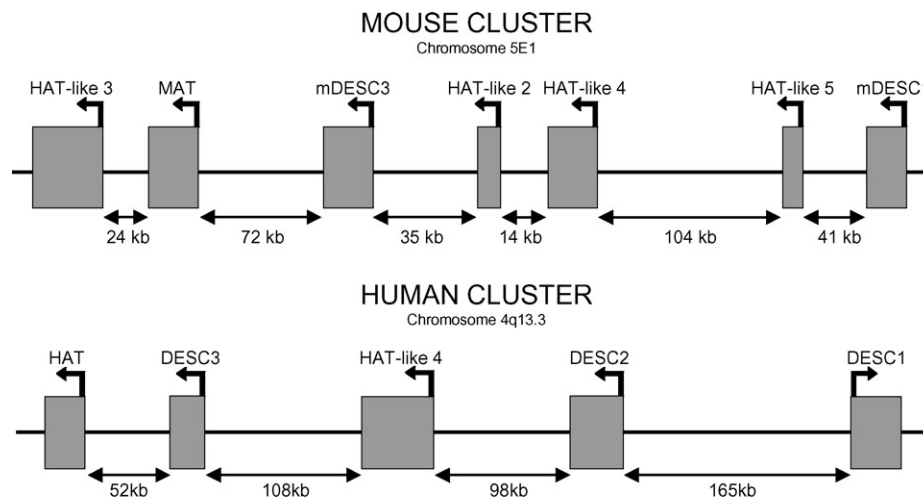 MOUSE CLUSTER
Chromosome 5E1
HAT-like 3 MAT mDESC3 HAT-like 2 HAT-like 4 HAT-like 5 mDESC1
24 kb 72 kb 35 kb 14 kb 104 kb 41 kb
HUMAN CLUSTER
Chromosome 4q13.3
HAT DESC3 HAT-like 4 DESC2 DESC1
52kb 108kb 98kb 165kb